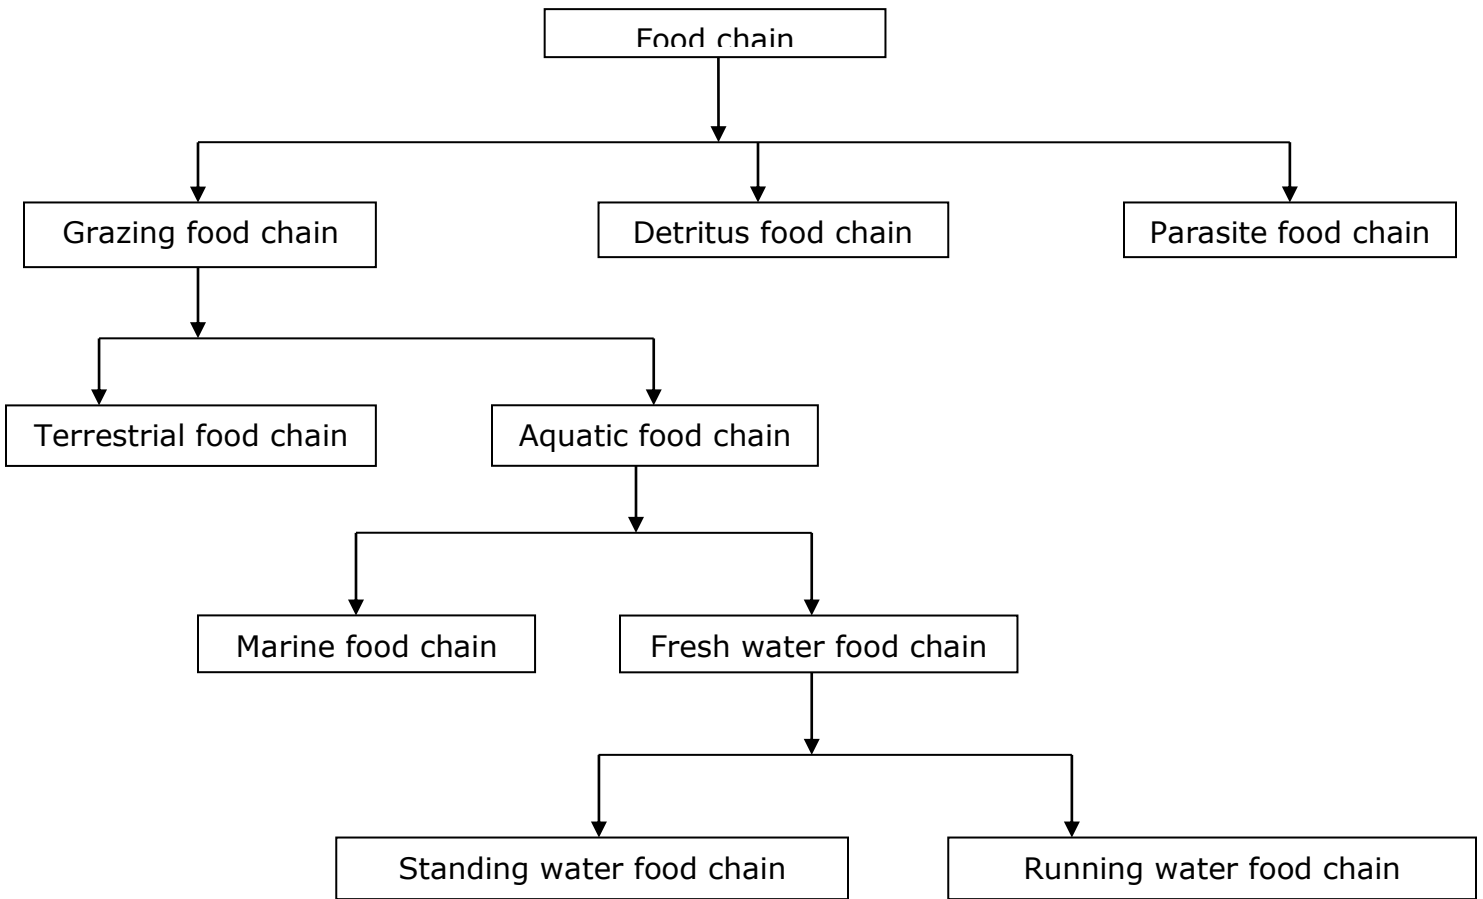 Food chain
Grazing food chain
Detritus food chain
Parasite food chain
Terrestrial food chain
Aquatic food chain
Marine food chain
Fresh water food chain
Standing water food chain
Running water food chain